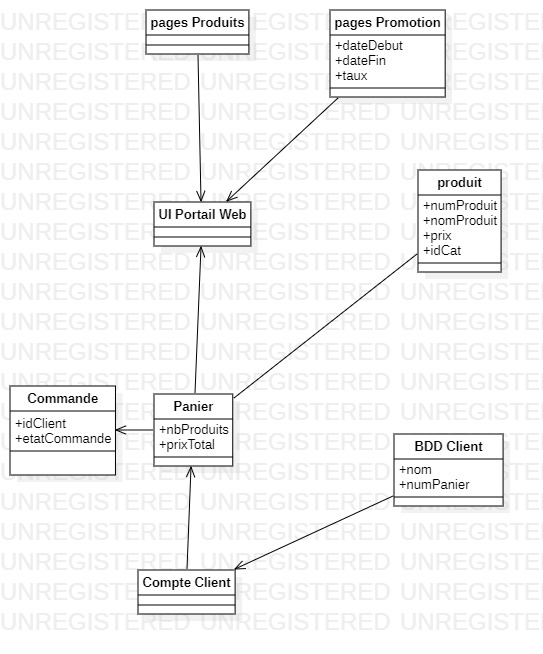 pages Produits
pages Promotion
+dateDebut
+dateFin
+taux
produit
+numProduit
+nomProduit
+prix
+idCat
UI Portail Web
Commande
+idClient
+etatCommande
Panier
+nbProduits
+prixTotal
BDD Client
+nom
+numPanier
Compte Client
UNREGISTERED